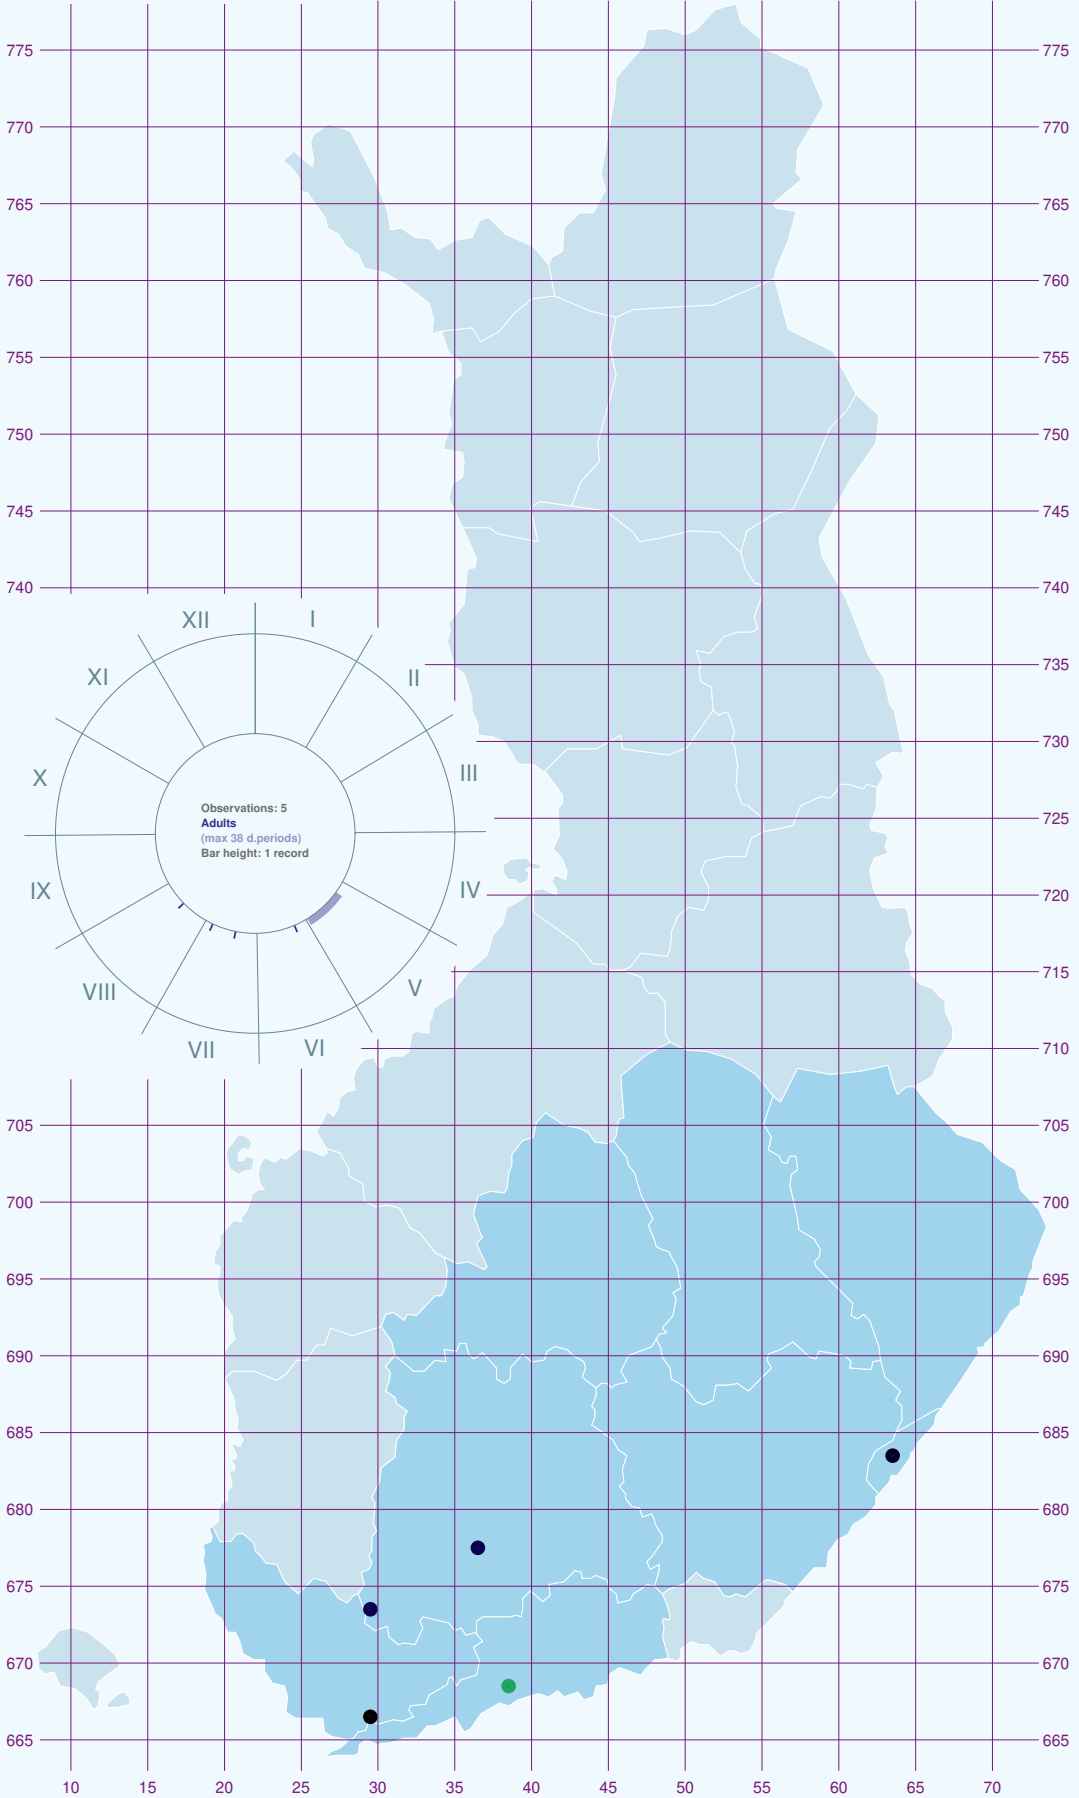 775 775
770 770
765 765
760 760
755 755
750 750
745 745
740 740
XII I
735
XI II
730
X III
Observations: 5
Adults
(max 38 d.periods)
Bar height: 1 record
725
IX IV
720
VIII V
715
VII VI
710
705 705
700 700
695 695
690 690
685 685
680 680
675 675
670 670
665 665
10 15 20 25 30 35 40 45 50 55 60 65 70